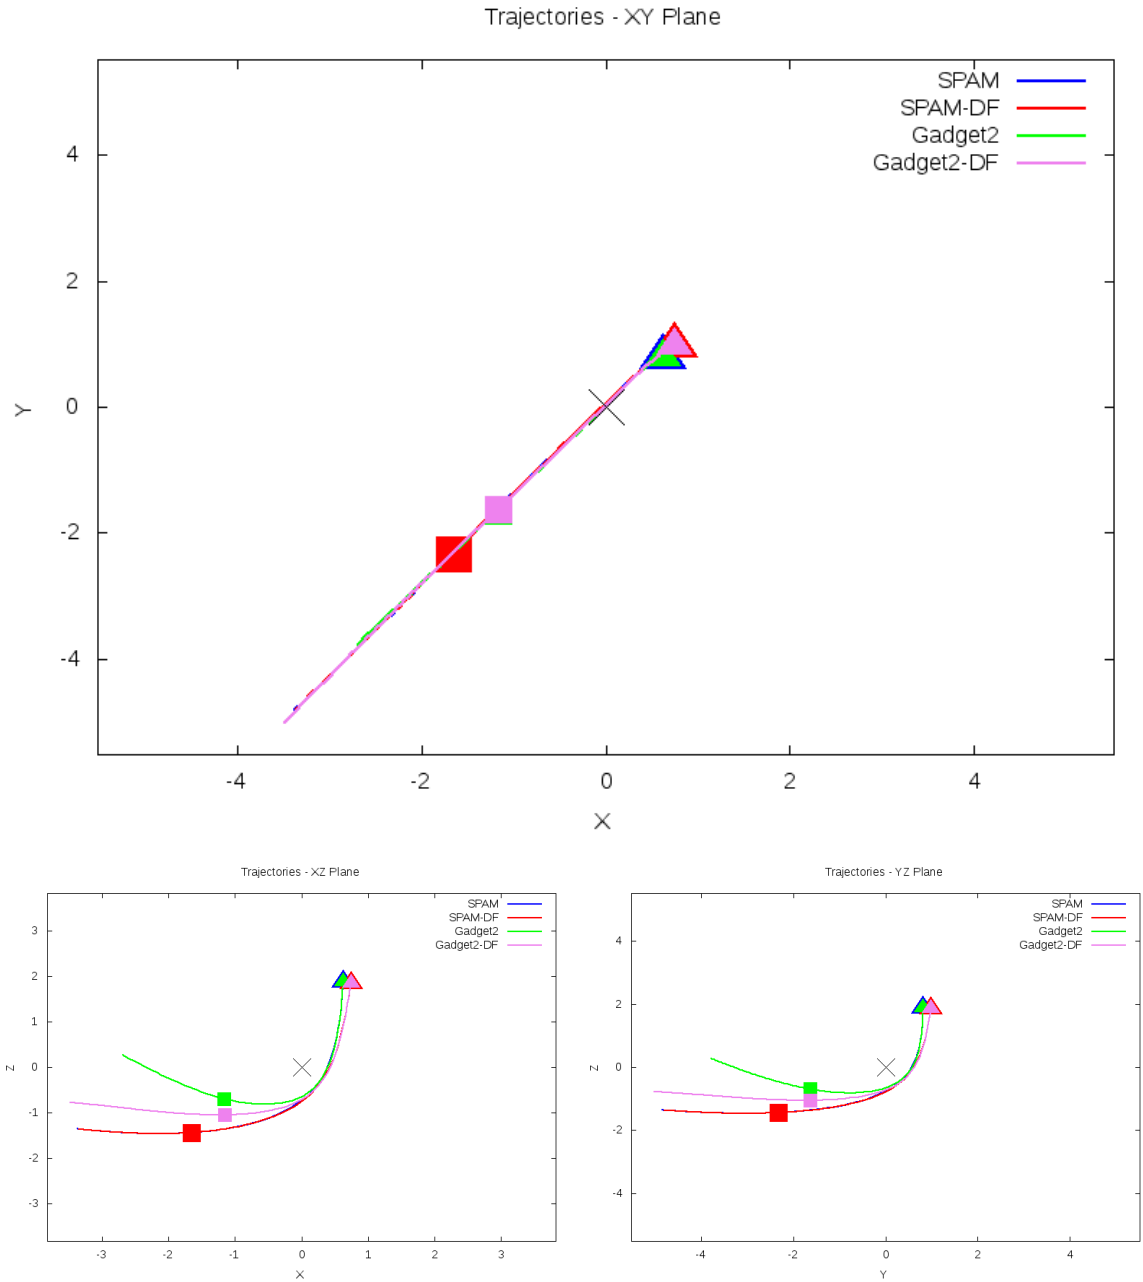 Trajectories - XY Plane
SPAM
SPAM-DF
Gadget2
Gadget2-DF
4
2
0
-2
-4
Y
-4 -2 0 2 4
X
Trajectories - XZ Plane
SPAM
SPAM-DF
Gadget2
Gadget2-DF
3
2
1
0
-1
-2
-3
Z
-3 -2 -1 0 1 2 3
X
Trajectories - YZ Plane
SPAM
SPAM-DF
Gadget2
Gadget2-DF
4
2
0
-2
-4
Z
-4 -2 0 2 4
Y